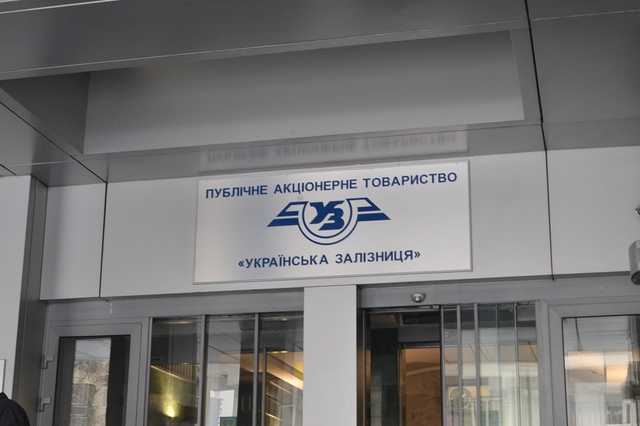 ПУБЛІЧНЕ АКЦІОНЕРНЕ ТОВАРИСТВО
УЗ
«УКРАЇНСЬКА ЗАЛІЗНИЦЯ»